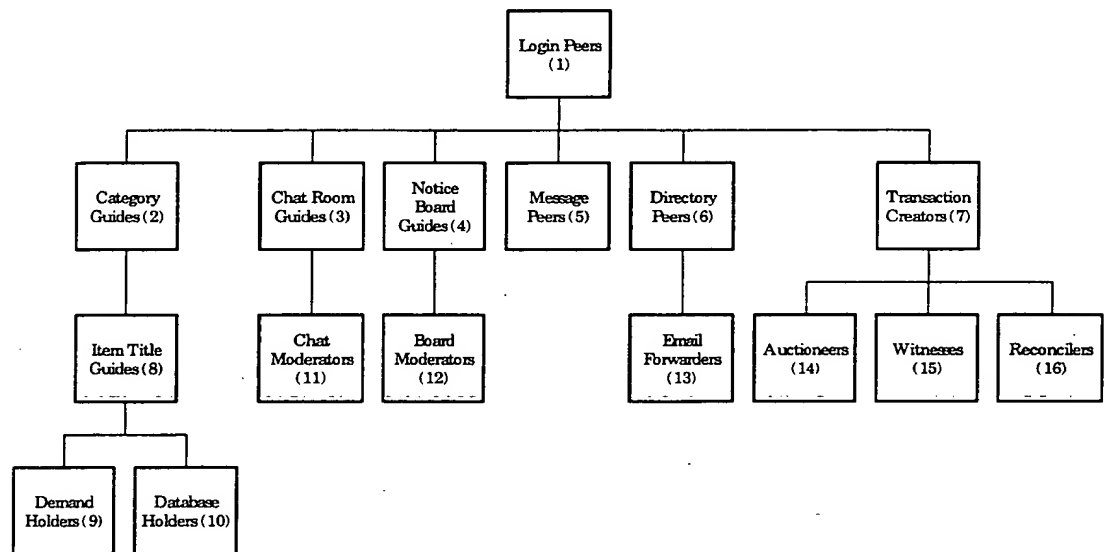 Login Peers
(1)
Category
Guides (2)
Chat Room
Guides (3)
Notice
Board
Guides (4)
Message
Peers (5)
Directory
Peers (6)
Transaction
Creators (7)
Item Title
Guides (8)
Chat
Moderators
(11)
Board
Moderators
(12)
Email
Forwarders
(13)
Auctioneers
(14)
Witnesses
(15)
Reconcilers
(16)
Demand
Holders (9)
Database
Holders (10)